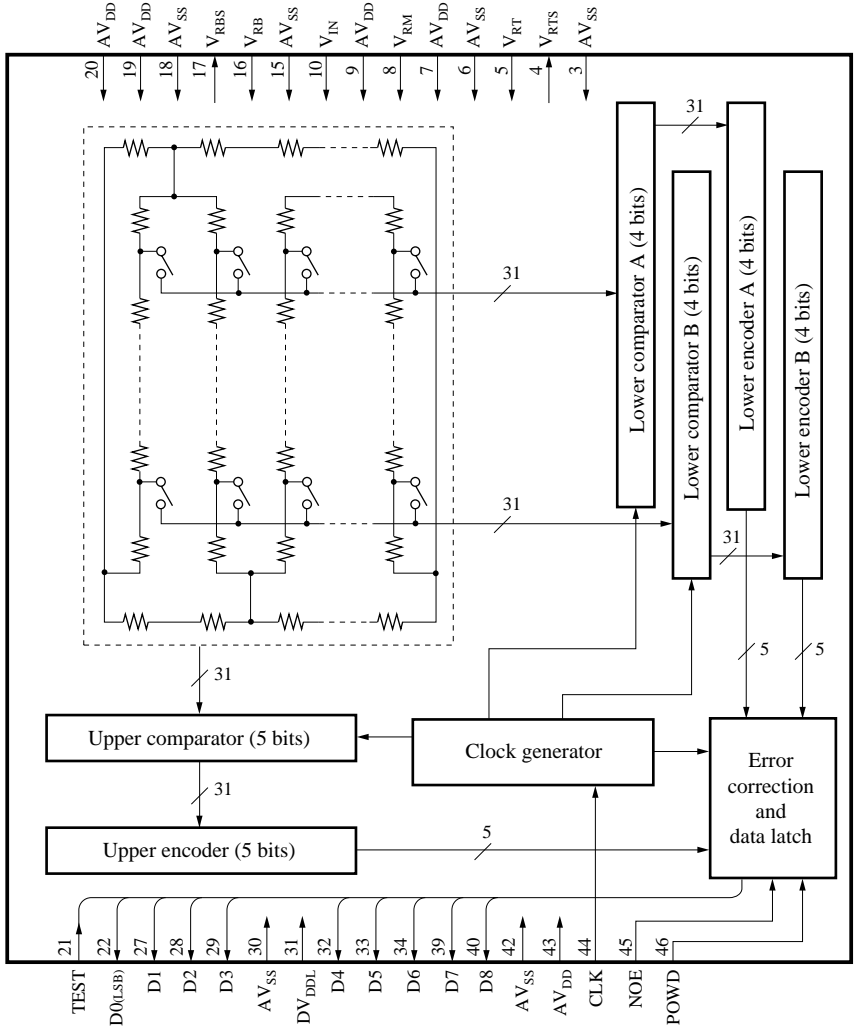 AVDD
AVDD
AVSS
VRBS
VRB
AVSS
VIN
AVDD
VRM
AVDD
AVSS
VRT
VRTS
AVSS
20
19
18
17
16
15
10
9
8
7
6
5
4
3
31
Lower comparator A (4 bits)
Lower comparator B (4 bits)
Lower encoder A (4 bits)
Lower encoder B (4 bits)
31
31
31
5
5
31
Upper comparator (5 bits)
Clock generator
Error
correction
and
data latch
31
Upper encoder (5 bits)
5
21
22
27
28
29
30
31
32
33
34
39
40
42
43
44
45
46
TEST
D0(LSB)
D1
D2
D3
AVSS
DVDDL
D4
D5
D6
D7
D8
AVSS
AVDD
CLK
NOE
POWD